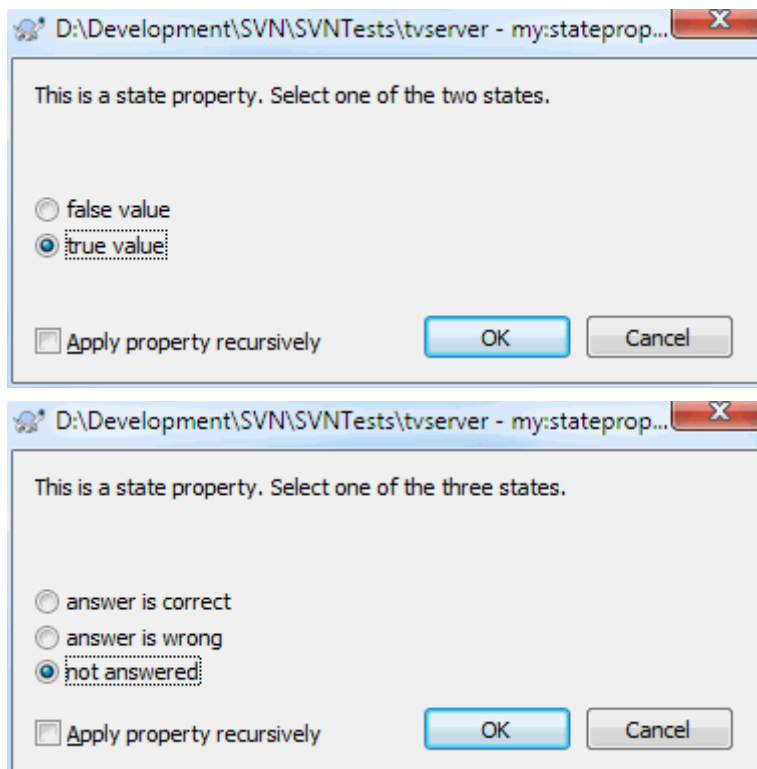 D:\Development\SVN\SVNTests\tvserver - my:stateprop...
This is a state property. Select one of the two states.
false value
true value
Apply property recursively OK Cancel
D:\Development\SVN\SVNTests\tvserver - my:stateprop...
This is a state property. Select one of the three states.
answer is correct
answer is wrong
not answered
Apply property recursively OK Cancel